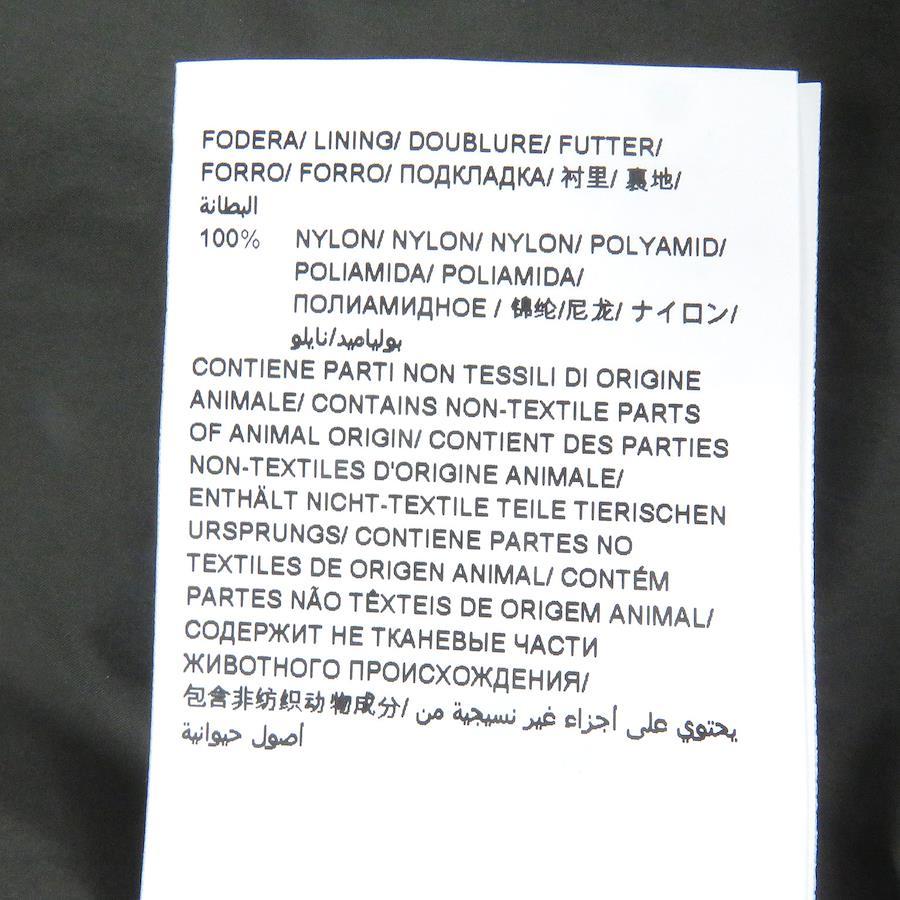 FODERA/ LINING/ DOUBLURE/ FUTTER/
FORRO/ FORRO/ ПОДКЛАДКА/ 衬里/ 裏地/
البطانة
100% NYLON/ NYLON/ NYLON/ POLYAMID/
POLIAMIDA/ POLIAMIDA/
ПОЛИАМИДНОЕ / 锦纶/尼龙/ ナイロン/
بولياميد/نايلو
CONTIENE PARTI NON TESSILI DI ORIGINE
ANIMALE/ CONTAINS NON-TEXTILE PARTS
OF ANIMAL ORIGIN/ CONTIENT DES PARTIES
NON-TEXTILES D'ORIGINE ANIMALE/
ENTHÄLT NICHT-TEXTILE TEILE TIERISCHEN
URSPRUNGS/ CONTIENE PARTES NO
TEXTILES DE ORIGEN ANIMAL/ CONTÉM
PARTES NÃO TÊXTEIS DE ORIGEM ANIMAL/
СОДЕРЖИТ НЕ ТКАНЕВЫЕ ЧАСТИ
ЖИВОТНОГО ПРОИСХОЖДЕНИЯ/
包含非纺织动物成分/ يحتوي على أجزاء غير نسيجية من
أصول حيوانية